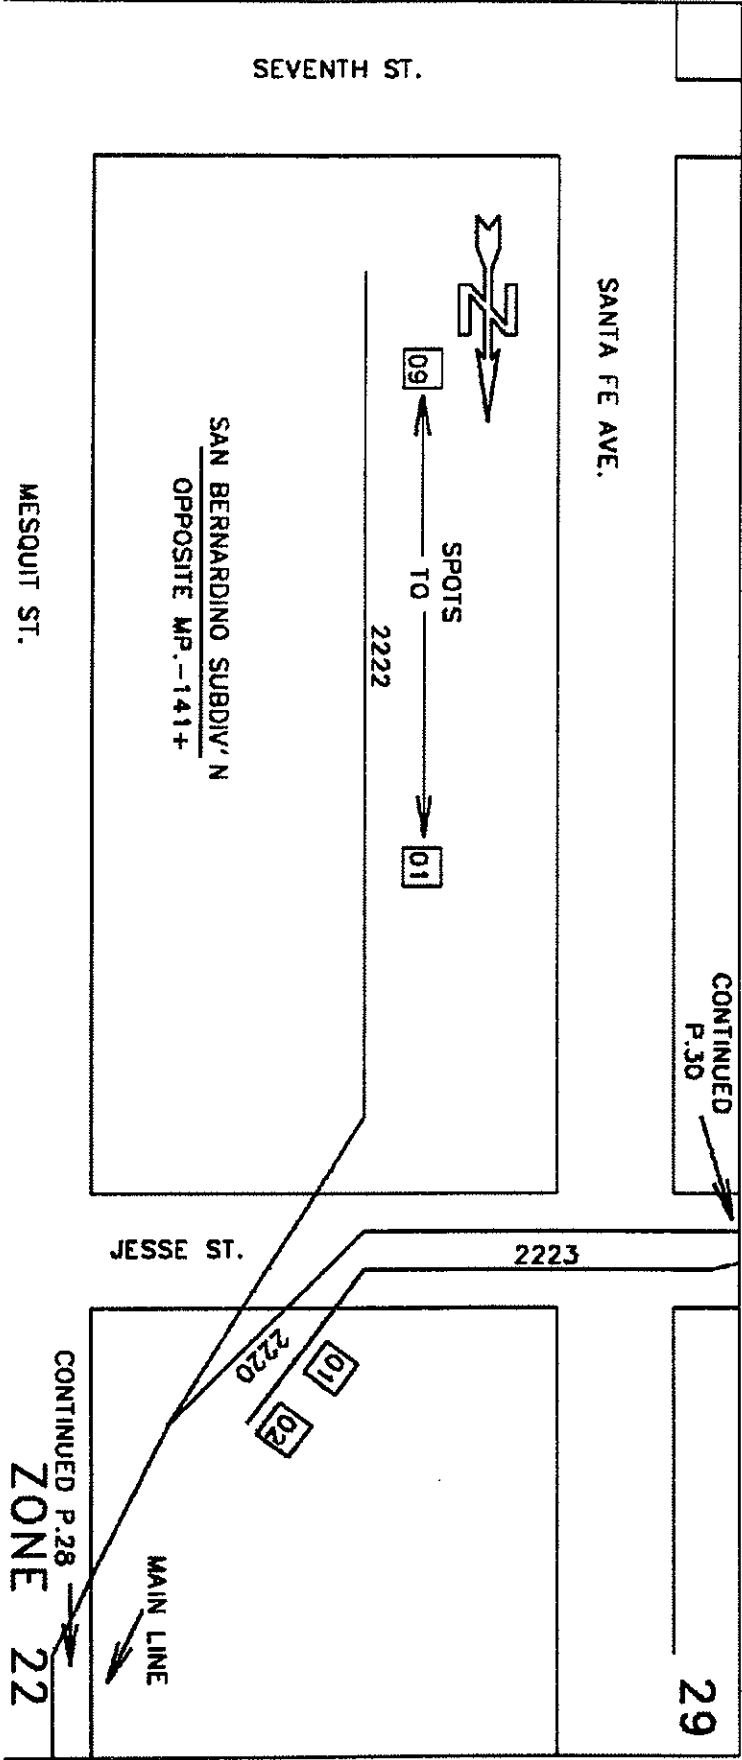 SEVENTH ST.
SANTA FE AVE.
N
09
SPOTS
TO
01
2222
SAN BERNARDINO SUBDIV'N
OPPOSITE MP.-141+
MESQUIT ST.
CONTINUED
P.30
JESSE ST.
2223
2220
01
02
MAIN LINE
CONTINUED P.28
ZONE 22
29